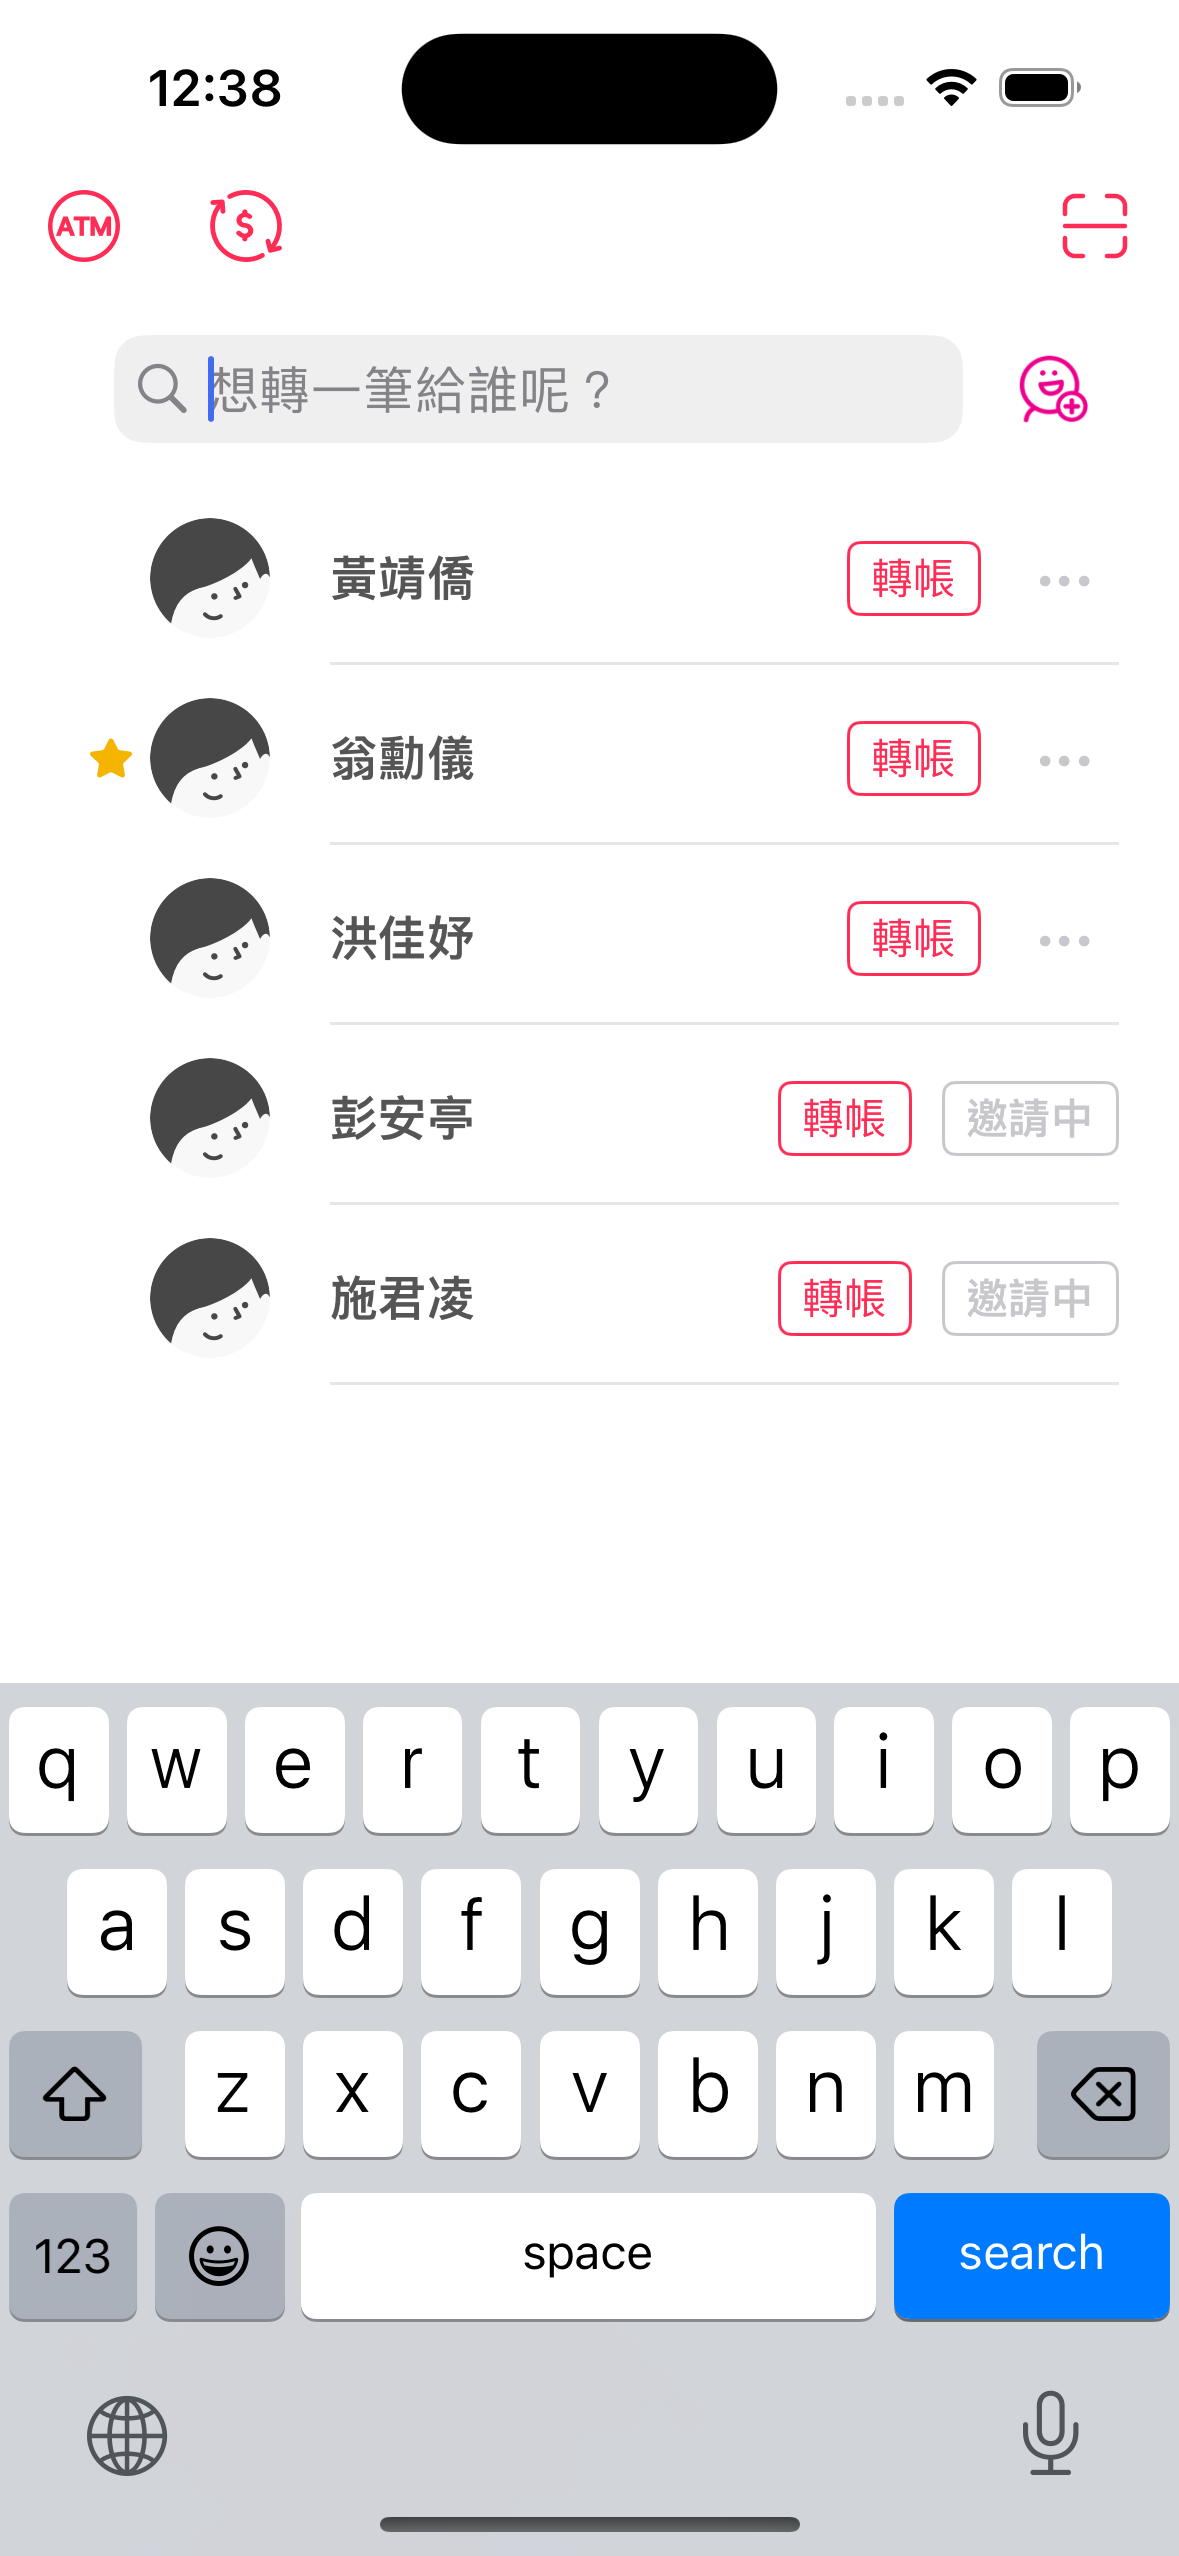 12:38
ATM
$
想轉一筆給誰呢？
黃靖僑 轉帳
翁勳儀 轉帳
洪佳妤 轉帳
彭安亭 轉帳 邀請中
施君凌 轉帳 邀請中
q w e r t y u i o p
a s d f g h j k l
z x c v b n m
123 space search